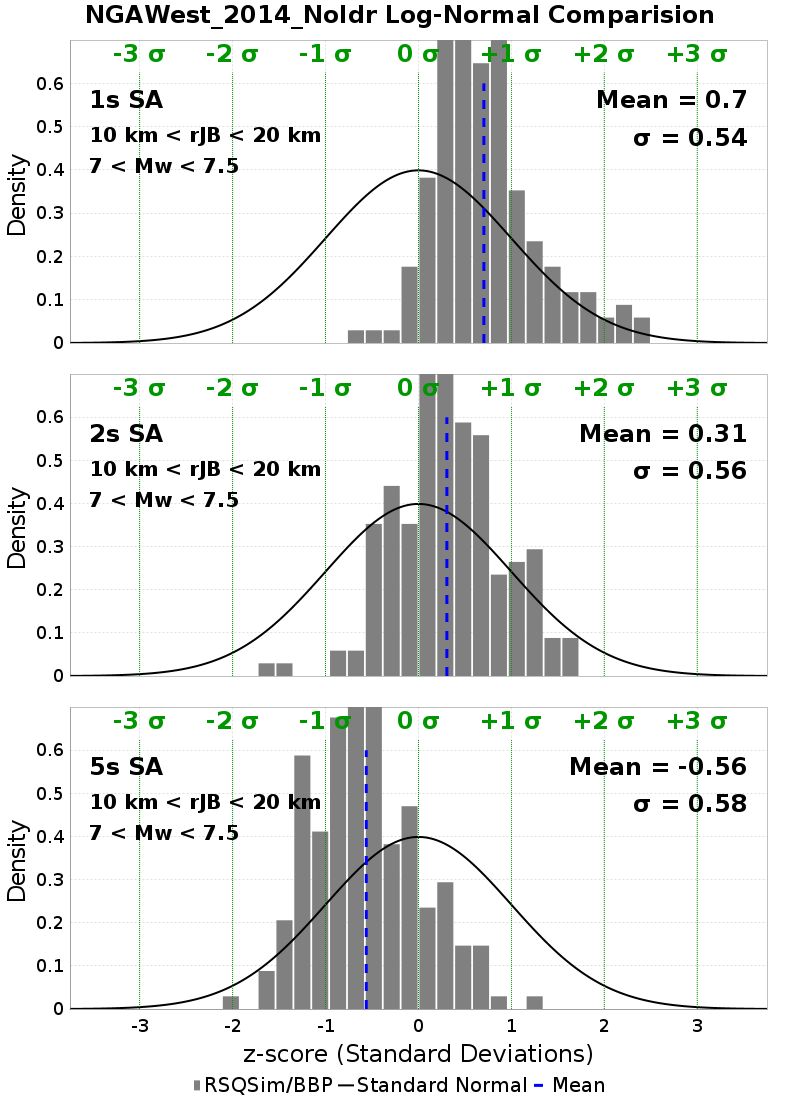 NGAWest_2014_NoIdr Log-Normal Comparision
-3 σ -2 σ -1 σ 0 σ +1 σ +2 σ +3 σ
1s SA
Mean = 0.7
10 km < rJB < 20 km
σ = 0.54
7 < Mw < 7.5
Density
0.6
0.5
0.4
0.3
0.2
0.1
0
-3 σ -2 σ -1 σ 0 σ +1 σ +2 σ +3 σ
2s SA
Mean = 0.31
10 km < rJB < 20 km
σ = 0.56
7 < Mw < 7.5
Density
0.6
0.5
0.4
0.3
0.2
0.1
0
-3 σ -2 σ -1 σ 0 σ +1 σ +2 σ +3 σ
5s SA
Mean = -0.56
10 km < rJB < 20 km
σ = 0.58
7 < Mw < 7.5
Density
0.6
0.5
0.4
0.3
0.2
0.1
0
-3 -2 -1 0 1 2 3
z-score (Standard Deviations)
RSQSim/BBP Standard Normal Mean